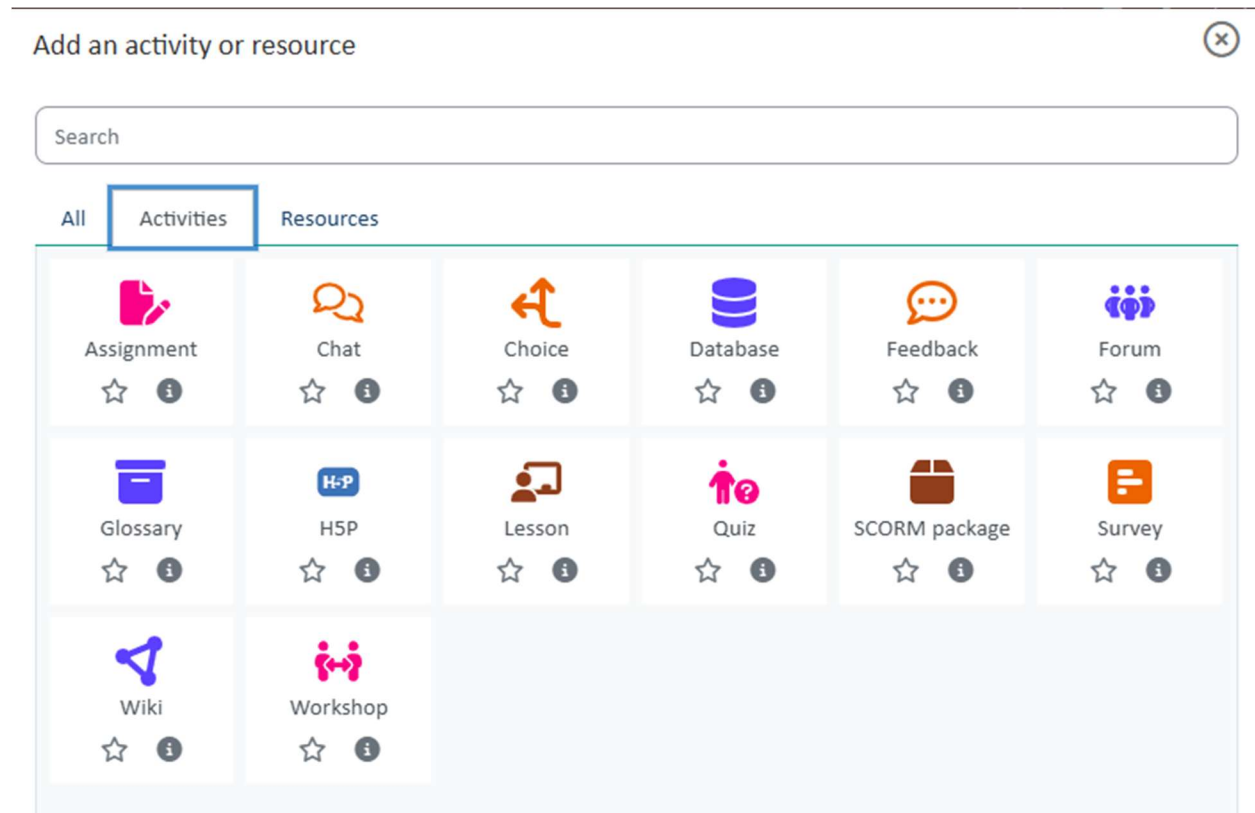 Add an activity or resource
Search
All Activities Resources
Assignment Chat Choice Database Feedback Forum
Glossary H5P Lesson Quiz SCORM package Survey
Wiki Workshop